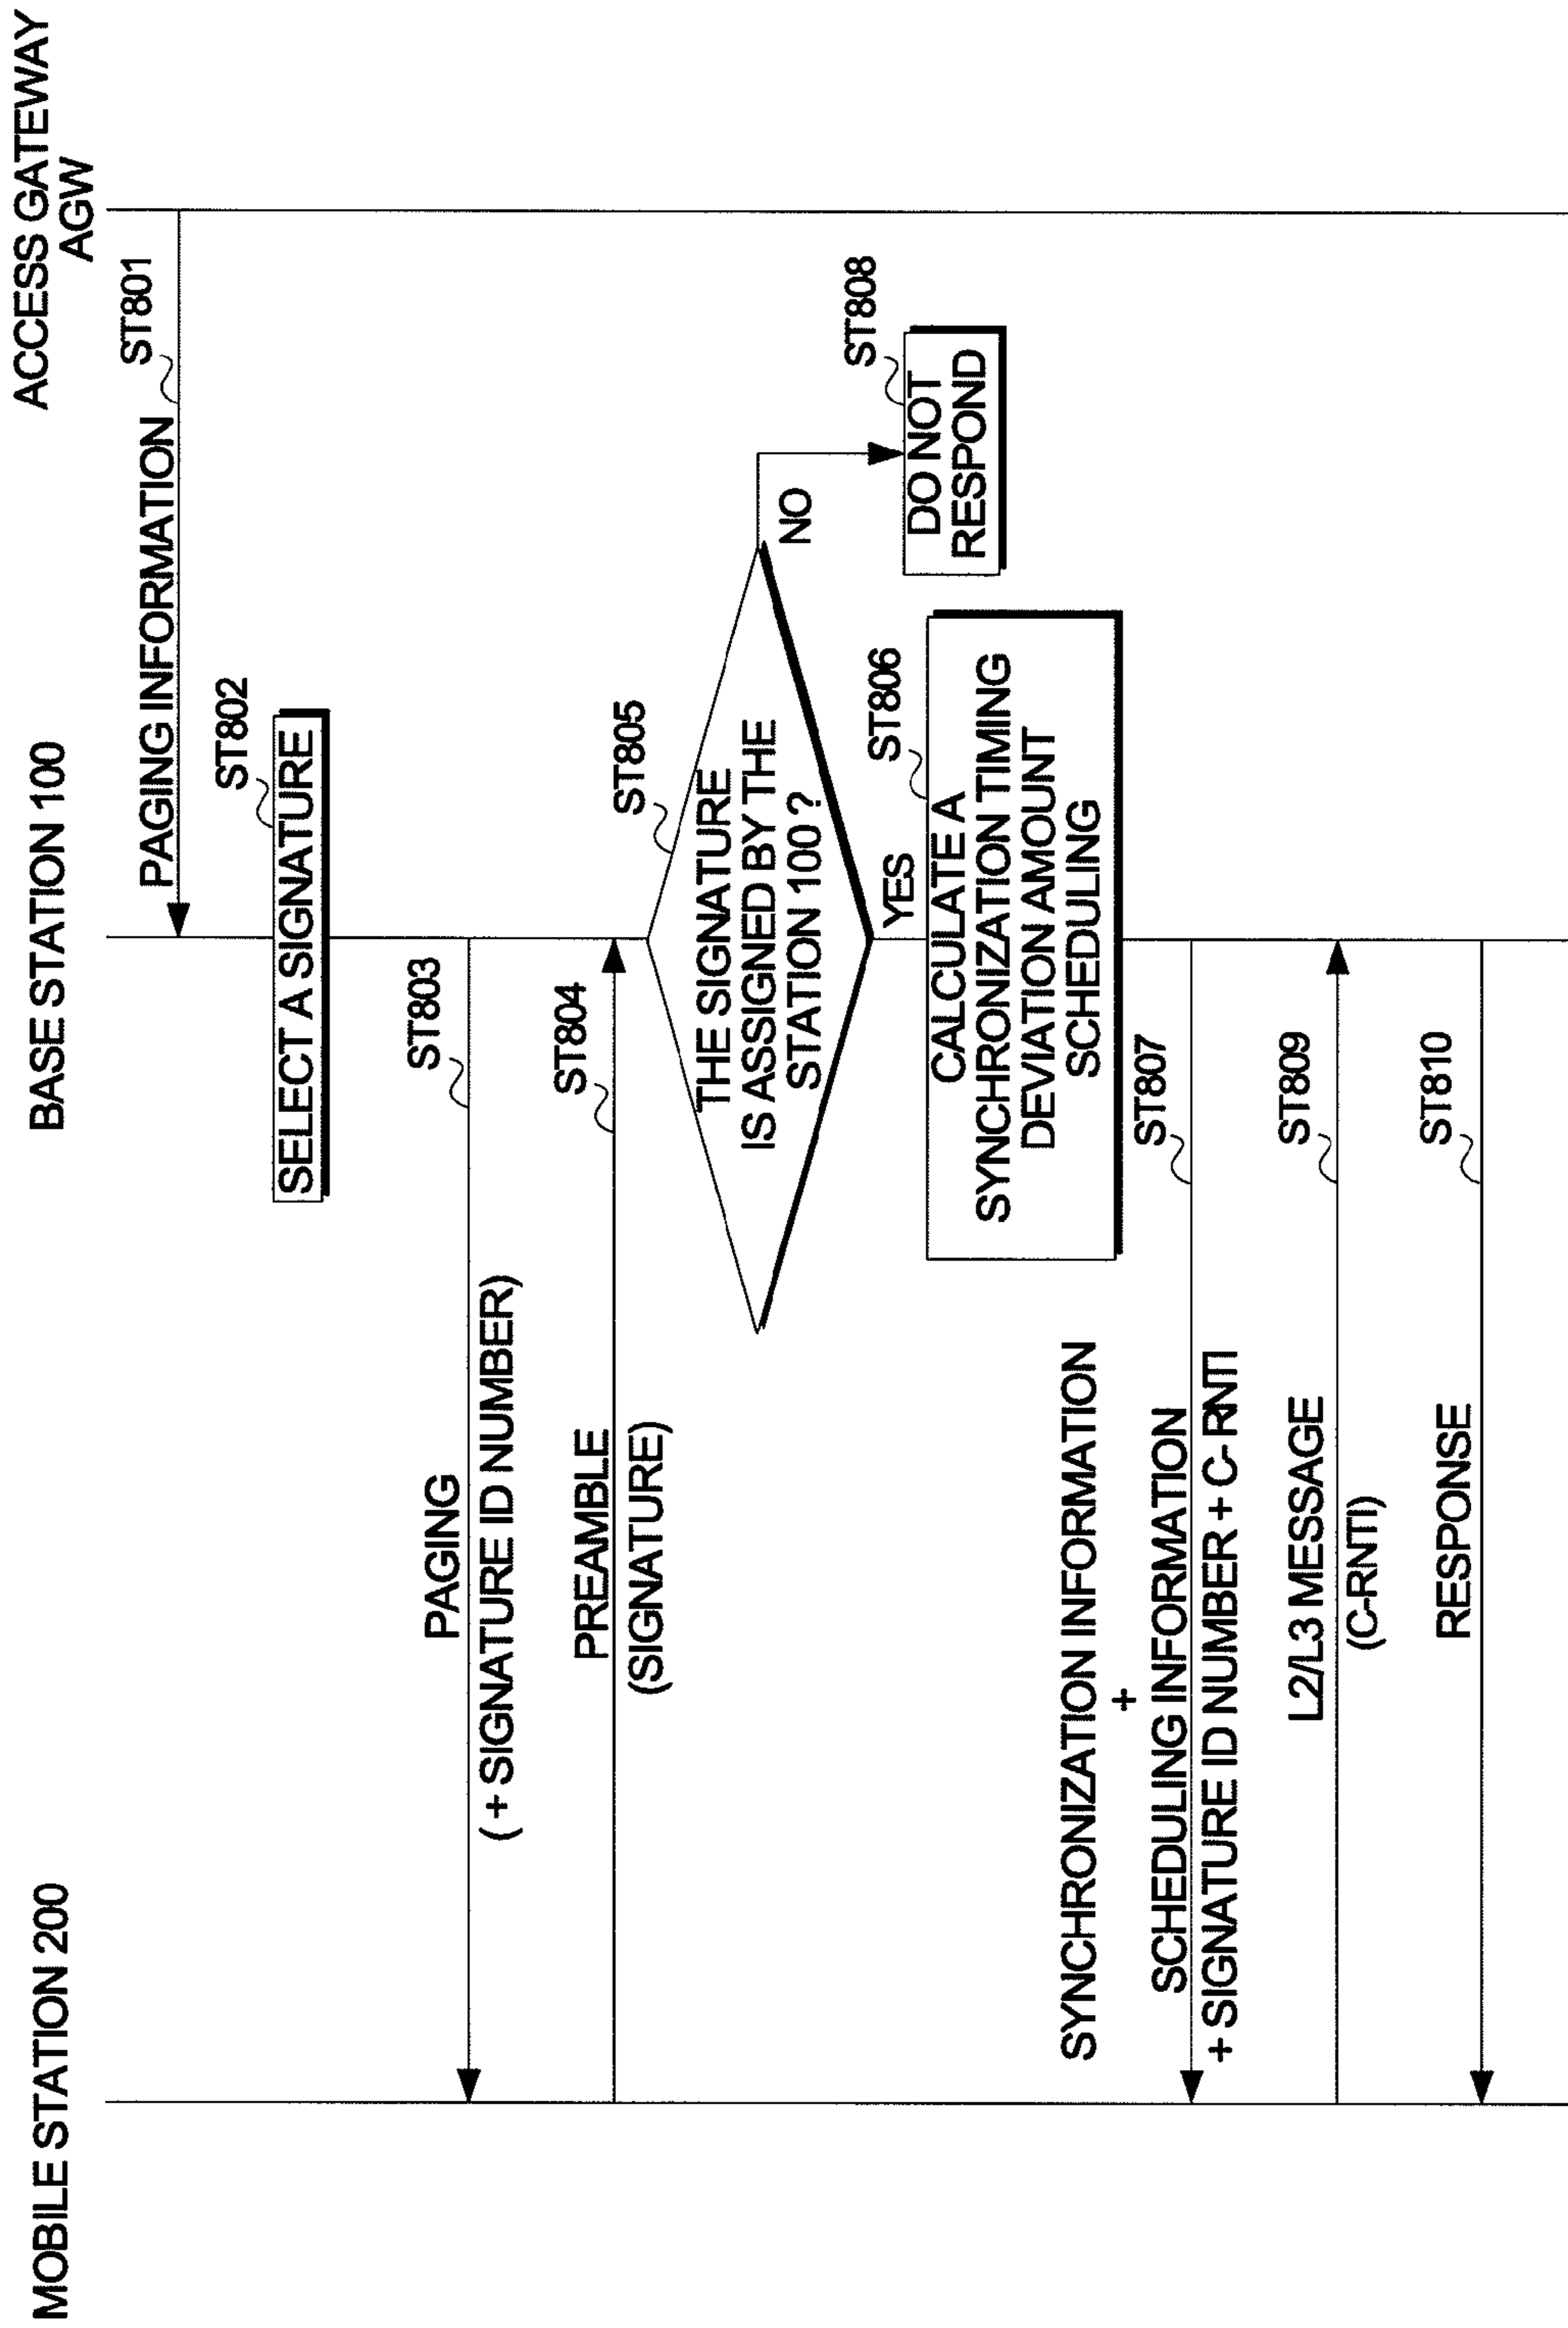 MOBILE STATION 200
BASE STATION 100
ACCESS GATEWAY
AGW
PAGING INFORMATION
ST801
ST802
SELECT A SIGNATURE
ST803
PAGING
( + SIGNATURE ID NUMBER)
ST804
PREAMBLE
(SIGNATURE)
ST805
THE SIGNATURE
IS ASSIGNED BY THE
STATION 100 ?
NO
ST808
DO NOT
RESPOND
YES
ST806
CALCULATE A
SYNCHRONIZATION TIMING
DEVIATION AMOUNT
SCHEDULING
SYNCHRONIZATION INFORMATION
+
SCHEDULING INFORMATION
+ SIGNATURE ID NUMBER + C-RNTI
ST807
L2/L3 MESSAGE
(C-RNTI)
ST809
RESPONSE
ST810